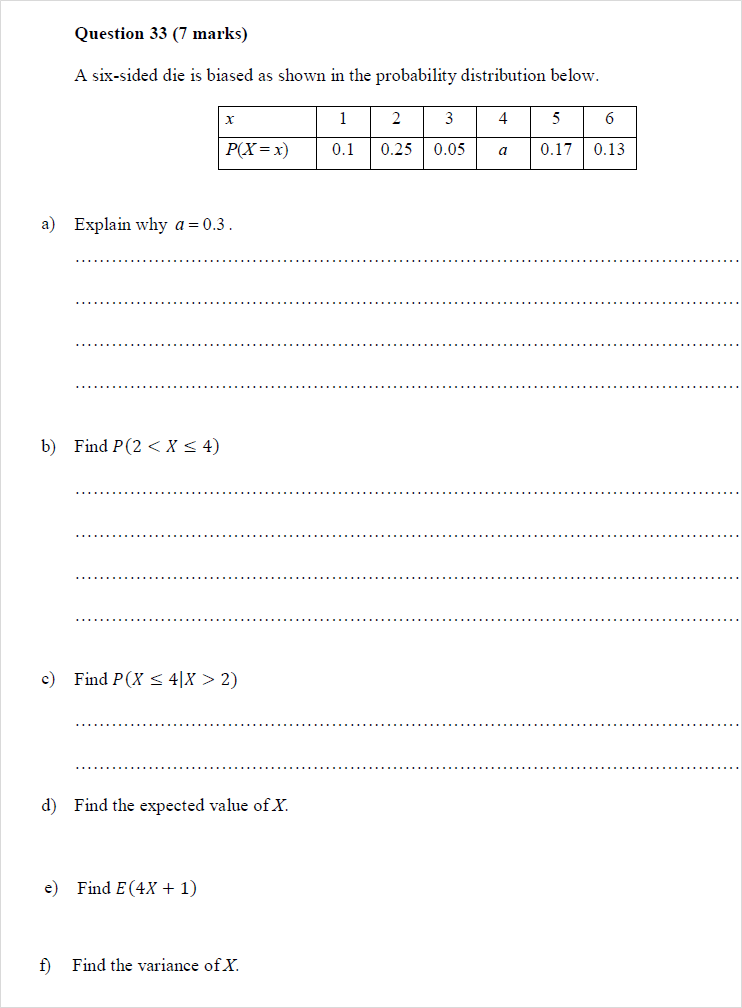 Question 33 (7 marks)
A six-sided die is biased as shown in the probability distribution below.
x 1 2 3 4 5 6
P(X = x) 0.1 0.25 0.05 a 0.17 0.13
a) Explain why a = 0.3.
b) Find P(2 < X ≤ 4)
c) Find P(X ≤ 4|X > 2)
d) Find the expected value of X.
e) Find E(4X + 1)
f) Find the variance of X.